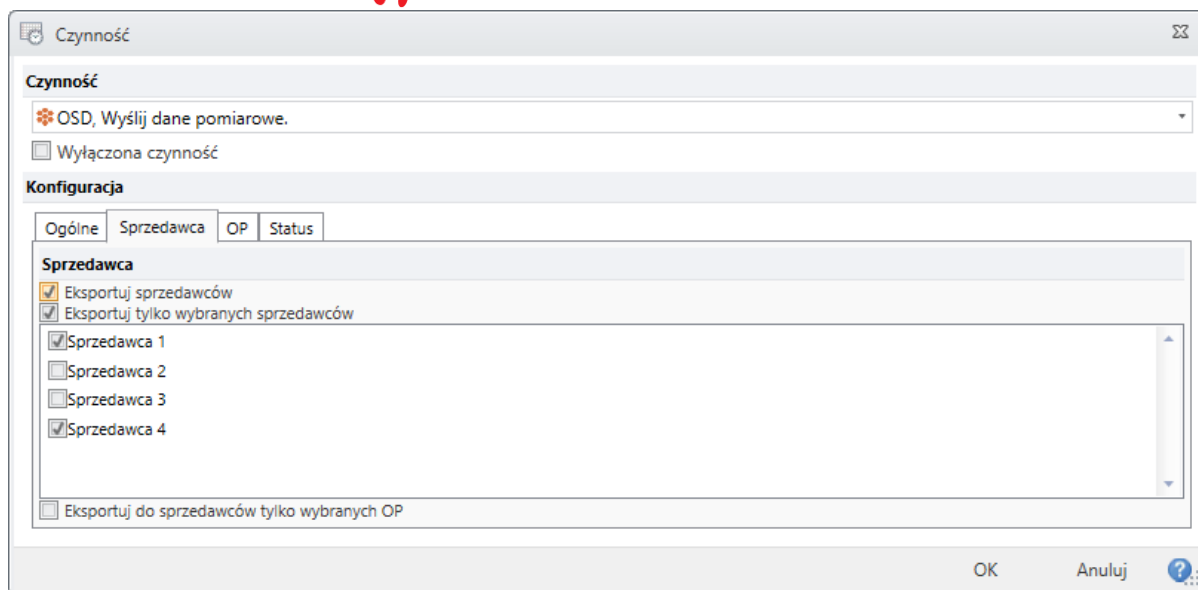 Czynność
Czynność
OSD, Wyślij dane pomiarowe.
Wyłączona czynność
Konfiguracja
Ogólne Sprzedawca OP Status
Sprzedawca
Eksportuj sprzedawców
Eksportuj tylko wybranych sprzedawców
Sprzedawca 1
Sprzedawca 2
Sprzedawca 3
Sprzedawca 4
Eksportuj do sprzedawców tylko wybranych OP
OK Anuluj ?